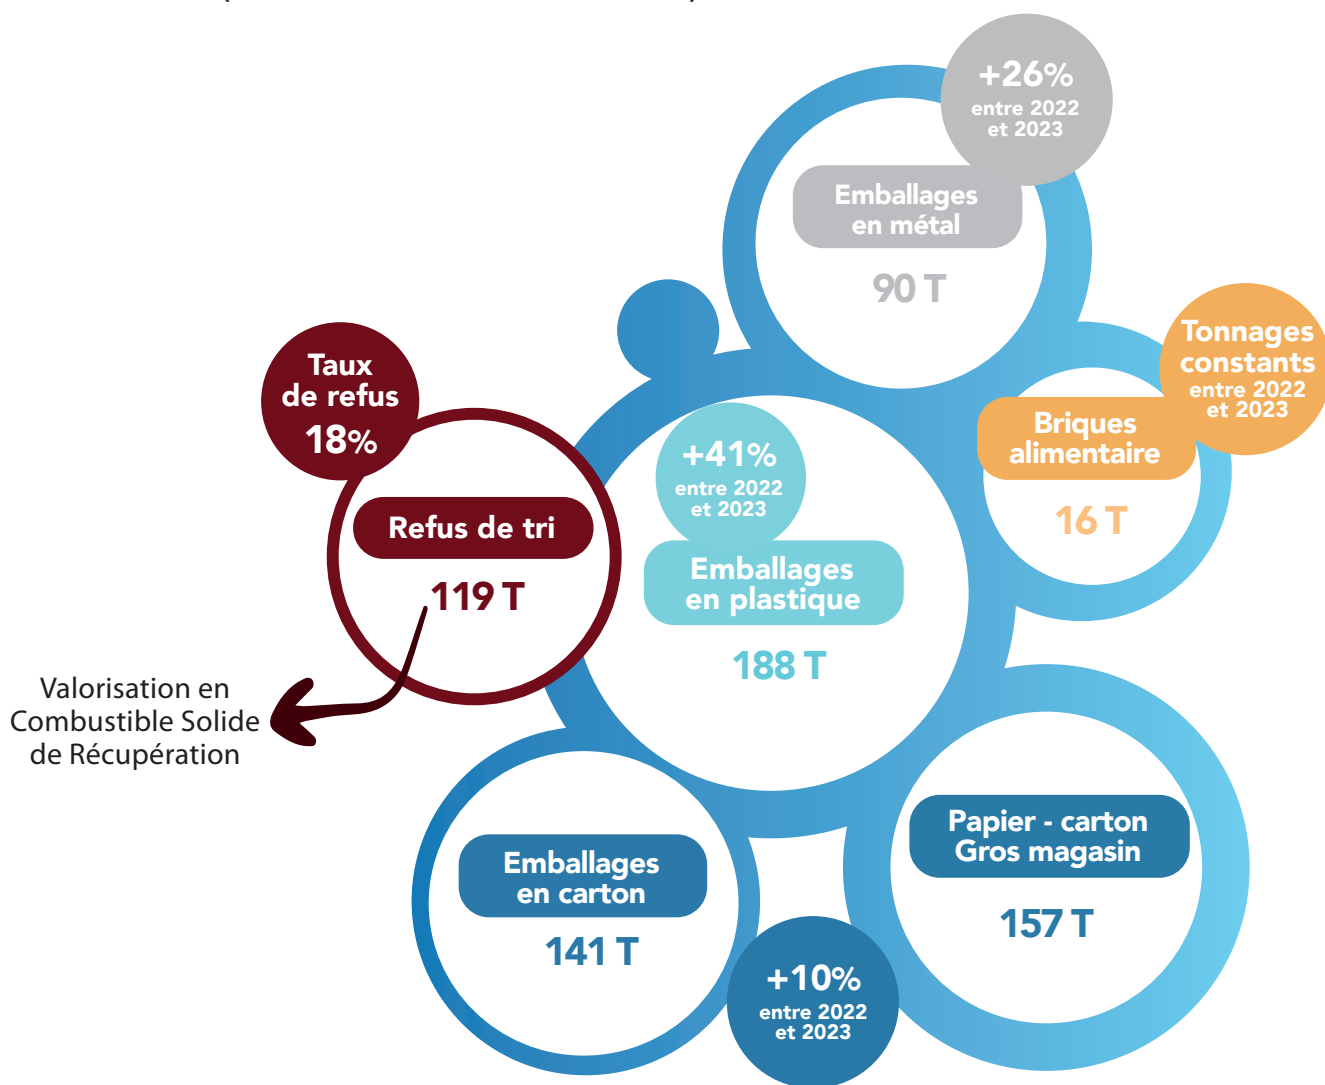 +26%
entre 2022
et 2023
Emballages
en métal
90 T
Tonnages
constants
entre 2022
et 2023
Briques
alimentaire
16 T
Taux
de refus
18%
Refus de tri
119 T
+41%
entre 2022
et 2023
Emballages
en plastique
188 T
Valorisation en
Combustible Solide
de Récupération
Emballages
en carton
141 T
Papier - carton
Gros magasin
157 T
+10%
entre 2022
et 2023